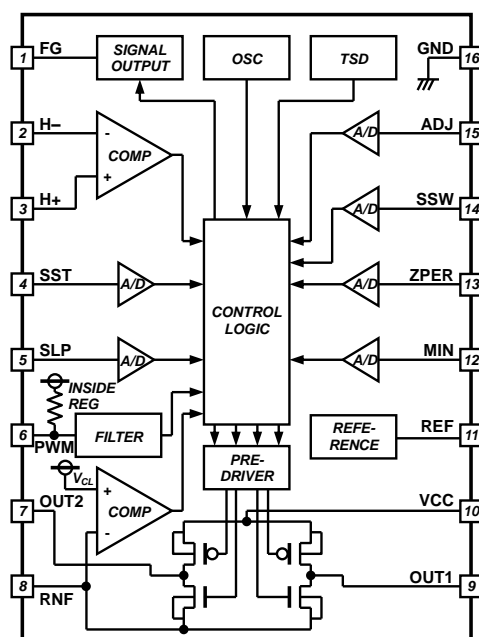 FG
SIGNAL
OUTPUT
OSC
TSD
GND
1
16
2
H–
-
COMP
+
3
H+
A/D
ADJ
15
A/D
SSW
14
4
SST
A/D
CONTROL
LOGIC
A/D
ZPER
13
5
SLP
A/D
A/D
MIN
12
INSIDE
REG
6
PWM
FILTER
REFE-
RENCE
REF
11
VCL
+
COMP
-
PRE-
DRIVER
7
OUT2
VCC
10
8
RNF
OUT1
9